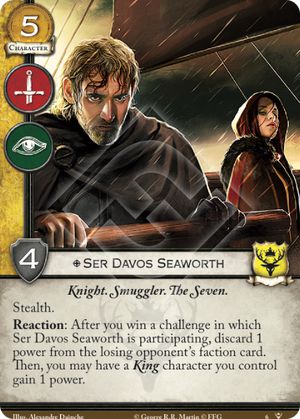 5
Character
4
Ser Davos Seaworth
Knight. Smuggler. The Seven.
Stealth.
Reaction: After you win a challenge in which
Ser Davos Seaworth is participating, discard 1
power from the losing opponent's faction card.
Then, you may have a King character you control
gain 1 power.
Illus. Alexandre Dainche
© George R.R. Martin © FFG
6